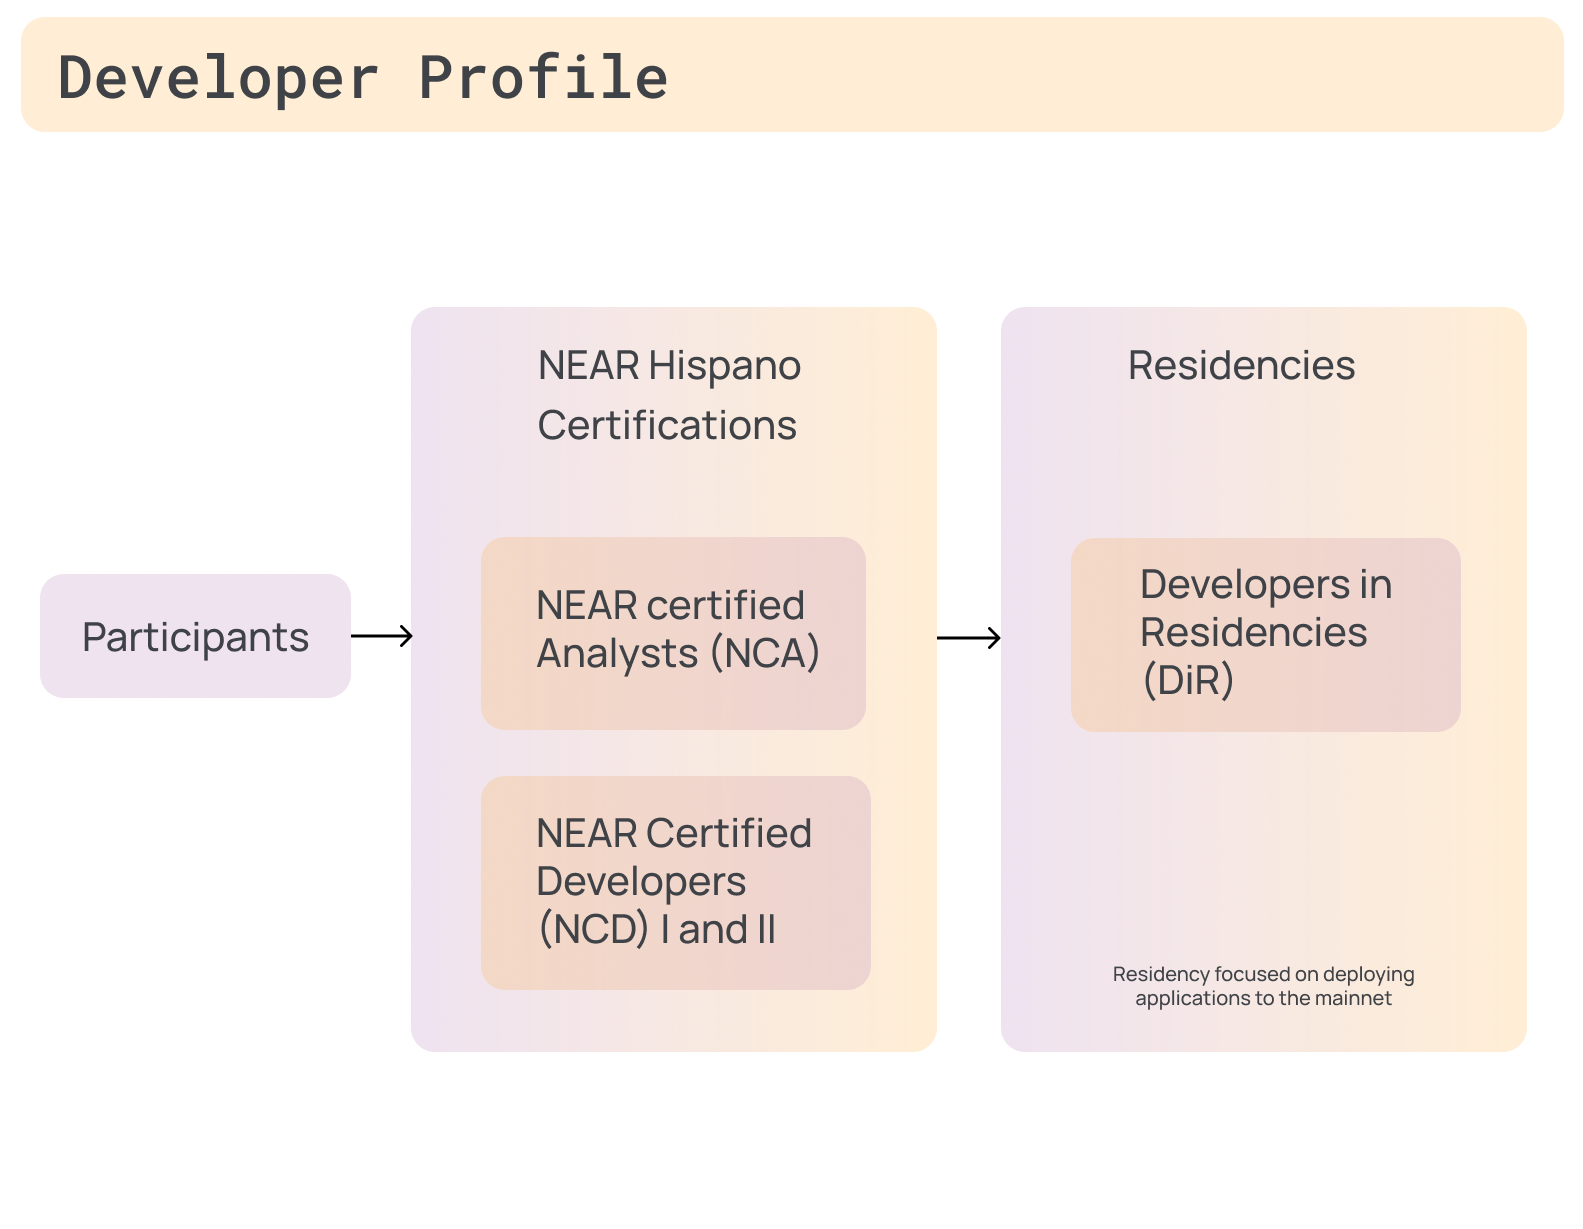 Developer Profile
Participants
NEAR Hispano
Certifications
NEAR certified
Analysts (NCA)
NEAR Certified
Developers
(NCD) I and II
Residencies
Developers in
Residencies
(DiR)
Residency focused on deploying
applications to the mainnet